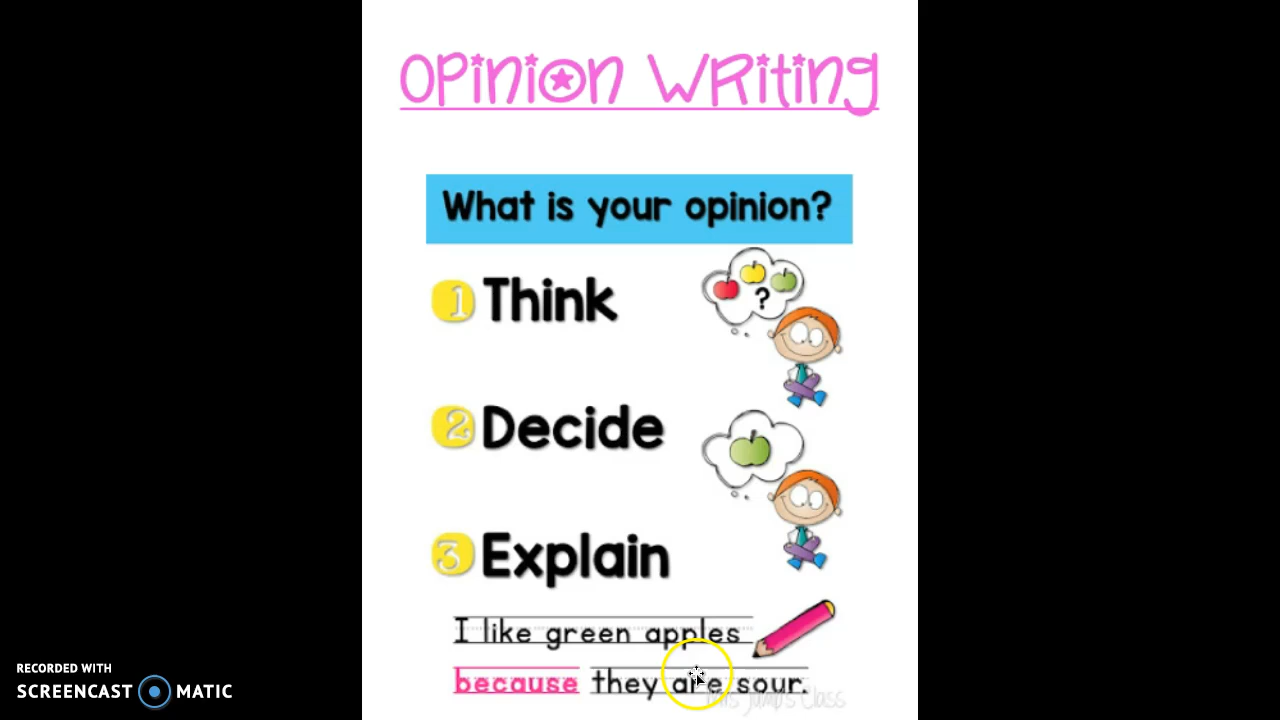 Opinion Writing
What is your opinion?
1 Think
?
2 Decide
3 Explain
I like green apples
because they are sour.
RECORDED WITH
SCREENCAST MATIC